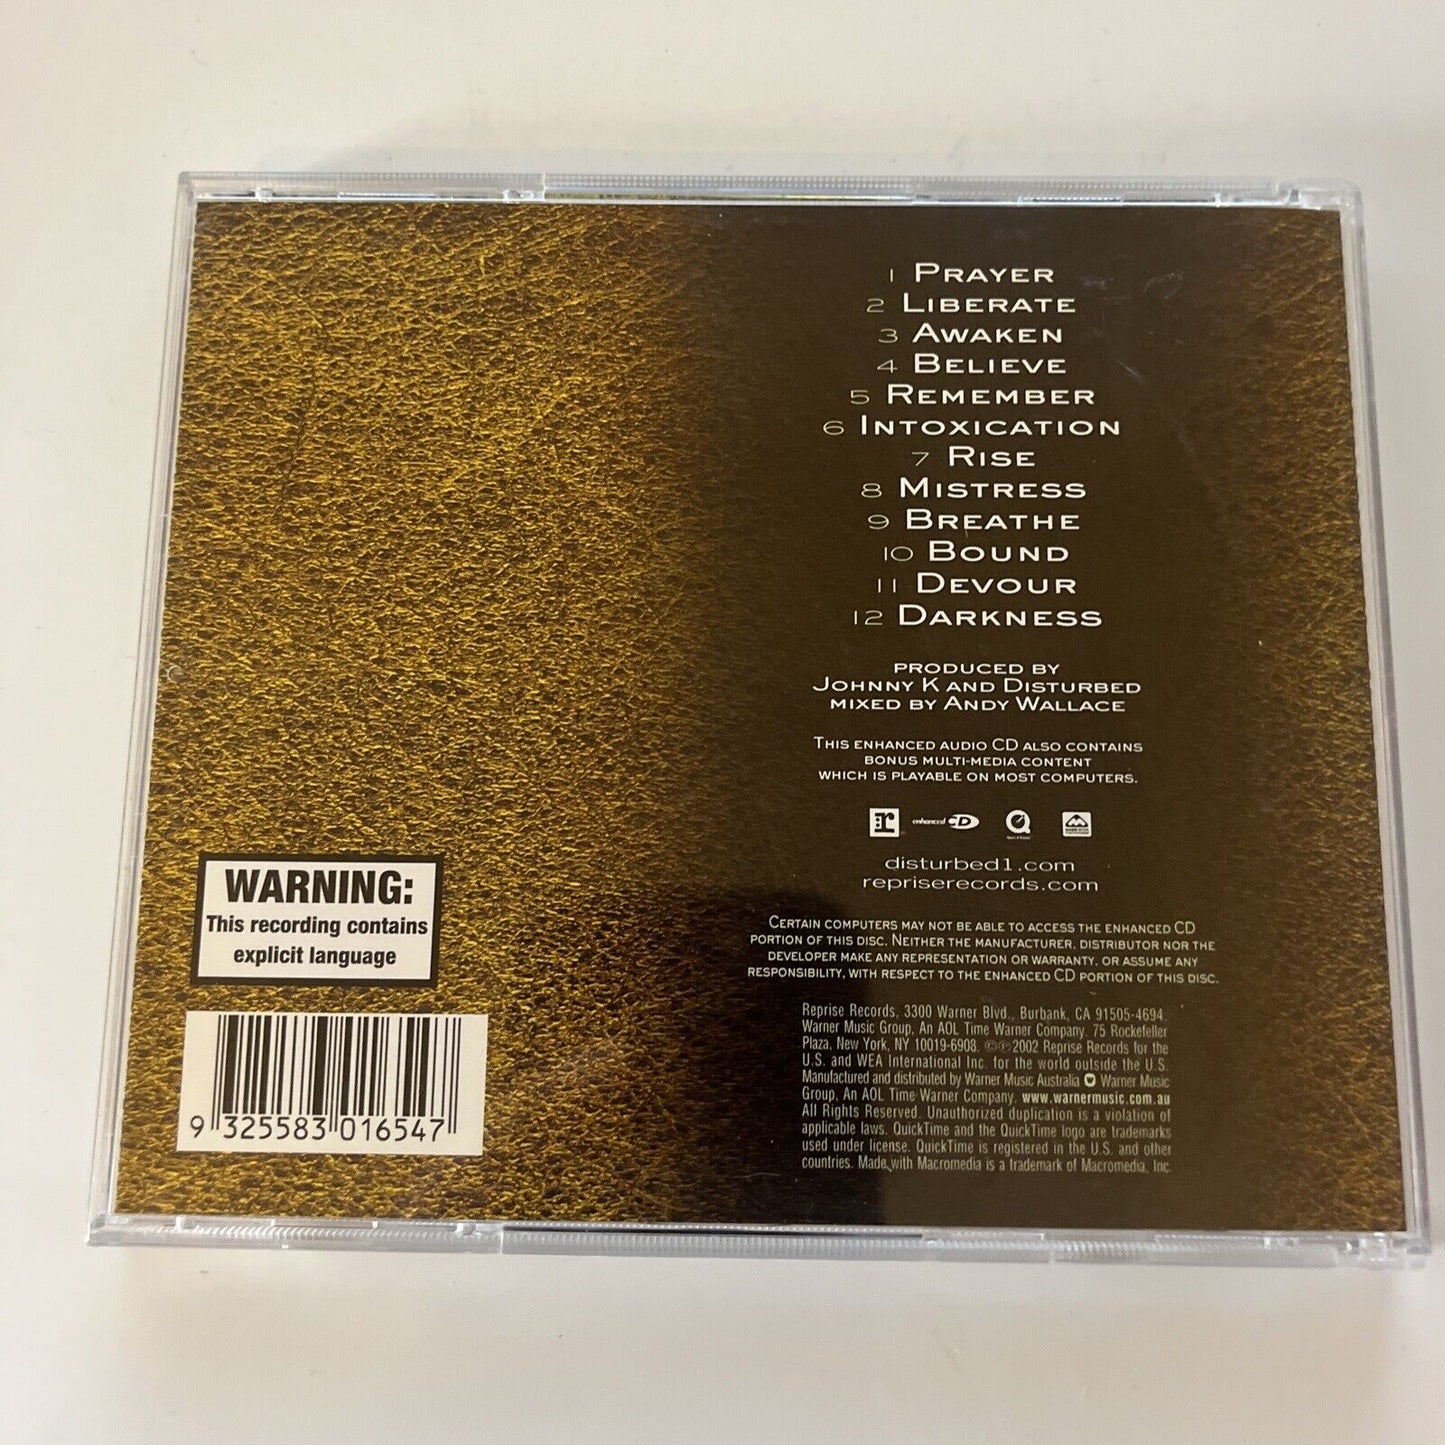 1 PRAYER
2 LIBERATE
3 AWAKEN
4 BELIEVE
5 REMEMBER
6 INTOXICATION
7 RISE
8 MISTRESS
9 BREATHE
10 BOUND
11 DEVOUR
12 DARKNESS
PRODUCED BY
JOHNNY K AND DISTURBED
MIXED BY ANDY WALLACE
THIS ENHANCED AUDIO CD ALSO CONTAINS
BONUS MULTI-MEDIA CONTENT
WHICH IS PLAYABLE ON MOST COMPUTERS.
r enhanced CD
disturbed1.com
repriserecords.com
CERTAIN COMPUTERS MAY NOT BE ABLE TO ACCESS THE ENHANCED CD
PORTION OF THIS DISC. NEITHER THE MANUFACTURER, DISTRIBUTOR NOR THE
DEVELOPER MAKE ANY REPRESENTATION OR WARRANTY, OR ASSUME ANY
RESPONSIBILITY, WITH RESPECT TO THE ENHANCED CD PORTION OF THIS DISC.
Reprise Records, 3300 Warner Blvd., Burbank, CA 91505-4694.
Warner Music Group, An AOL Time Warner Company. 75 Rockefeller
Plaza, New York, NY 10019-6908. ©℗2002 Reprise Records for the
U.S. and WEA International Inc. for the world outside the U.S.
Manufactured and distributed by Warner Music Australia Warner Music
Group, An AOL Time Warner Company. www.warnermusic.com.au
All Rights Reserved. Unauthorized duplication is a violation of
applicable laws. QuickTime and the QuickTime logo are trademarks
used under license. QuickTime is registered in the U.S. and other
countries. Made with Macromedia is a trademark of Macromedia, Inc.
WARNING:
This recording contains
explicit language
9 325583 016547